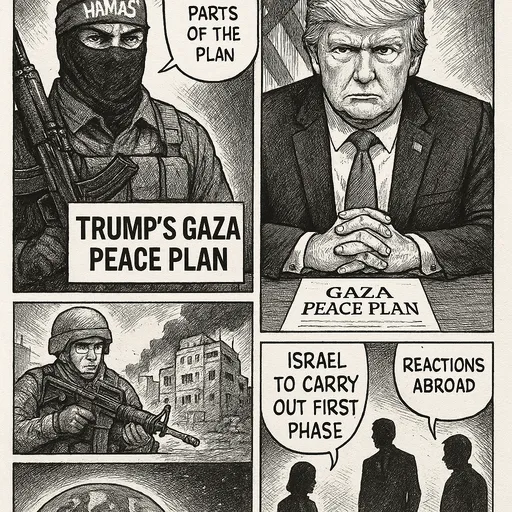 HAMAS
PARTS
OF THE
PLAN
TRUMP'S GAZA
PEACE PLAN
GAZA
PEACE PLAN
ISRAEL
TO CARRY
OUT FIRST
PHASE
REACTIONS
ABROAD